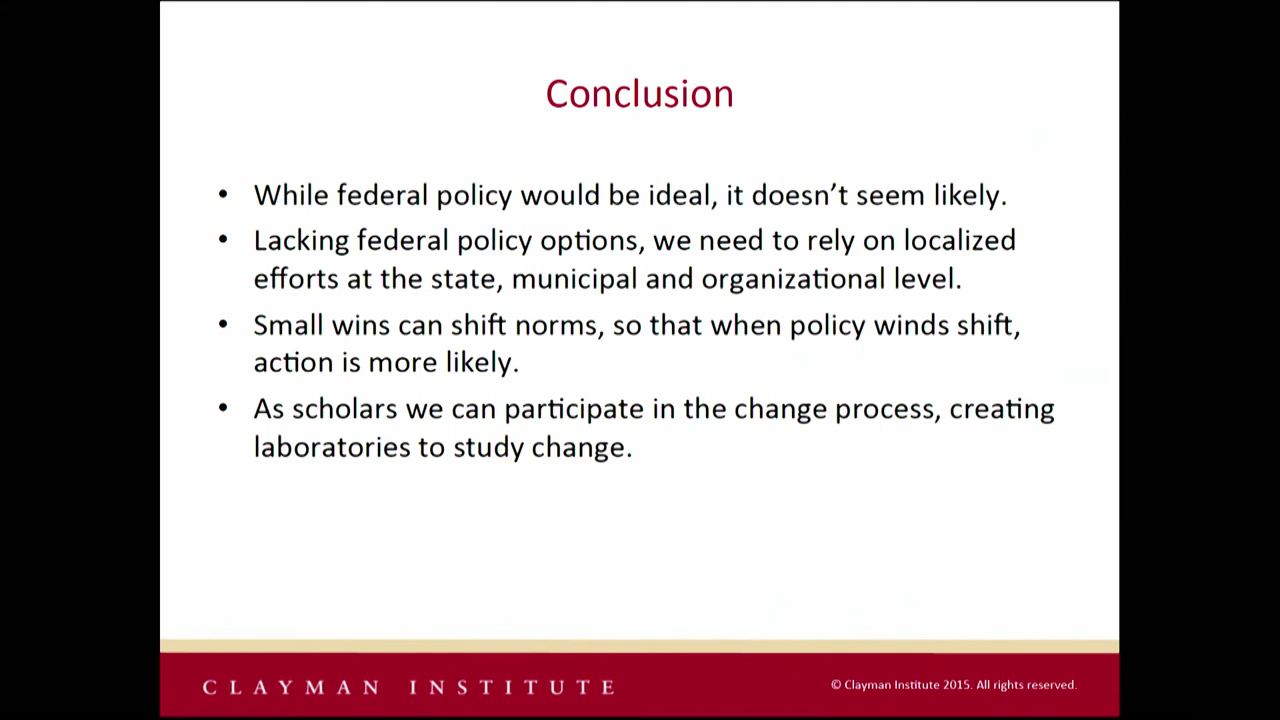 Conclusion
• While federal policy would be ideal, it doesn’t seem likely.
• Lacking federal policy options, we need to rely on localized
efforts at the state, municipal and organizational level.
• Small wins can shift norms, so that when policy winds shift,
action is more likely.
• As scholars we can participate in the change process, creating
laboratories to study change.
CLAYMAN INSTITUTE
© Clayman Institute 2015. All rights reserved.